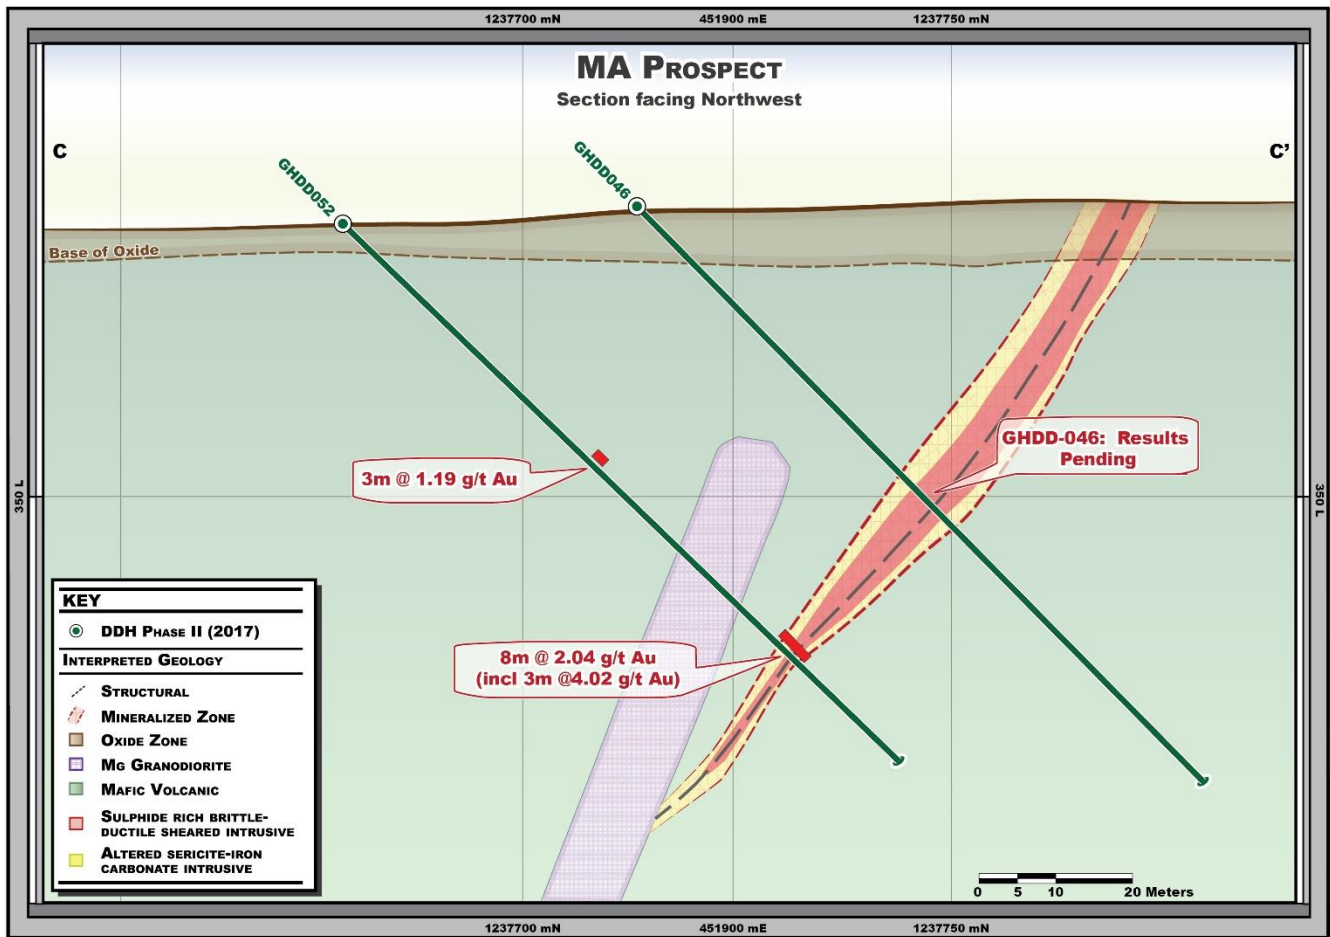 1237700 mN 451900 mE 1237750 mN
MA Prospect
Section facing Northwest
C
C'
GHDD052
GHDD046
Base of Oxide
GHDD-046: Results
Pending
3m @ 1.19 g/t Au
350 L
350 L
8m @ 2.04 g/t Au
(incl 3m @4.02 g/t Au)
KEY
DDH Phase II (2017)
Interpreted Geology
Structural
Mineralized Zone
Oxide Zone
Mg Granodiorite
Mafic Volcanic
Sulphide rich brittle-
ductile sheared intrusive
Altered sericite-iron
carbonate intrusive
0 5 10 20 Meters
1237700 mN 451900 mE 1237750 mN